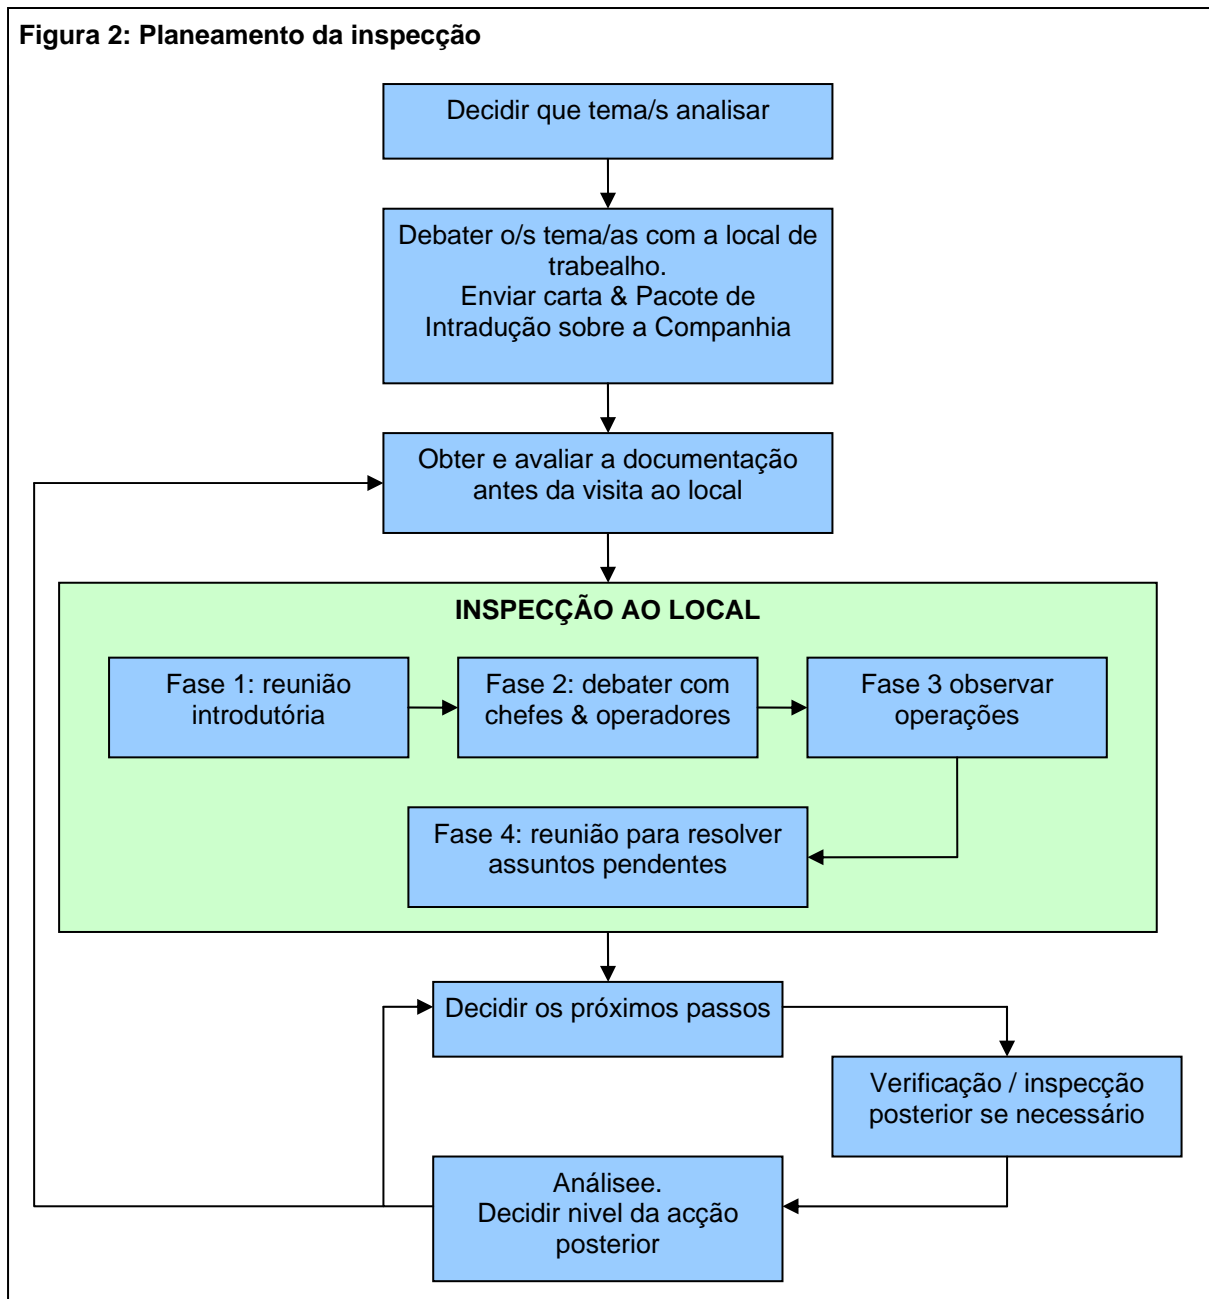 Figura 2: Planeamento da inspecção
Decidir que tema/s analisar
Debater o/s tema/as com a local de
trabealho.
Enviar carta & Pacote de
Intradução sobre a Companhia
Obter e avaliar a documentação
antes da visita ao local
INSPECÇÃO AO LOCAL
Fase 1: reunião
introdutória
Fase 2: debater com
chefes & operadores
Fase 3 observar
operações
Fase 4: reunião para resolver
assuntos pendentes
Decidir os próximos passos
Verificação / inspecção
posterior se necessário
Análisee.
Decidir nivel da acção
posterior